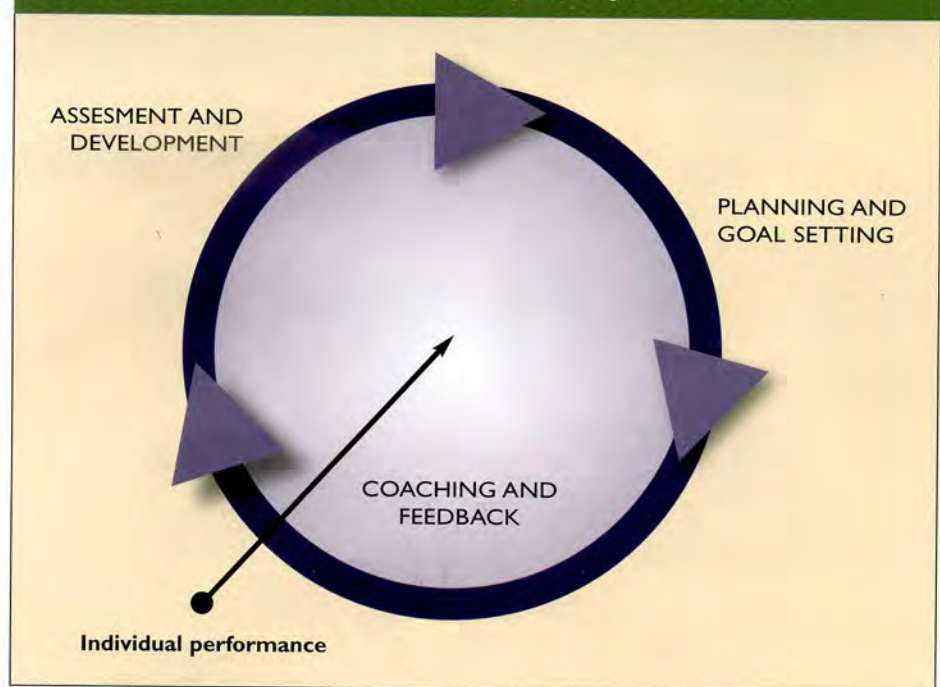 ASSESMENT AND
DEVELOPMENT
PLANNING AND
GOAL SETTING
COACHING AND
FEEDBACK
Individual performance